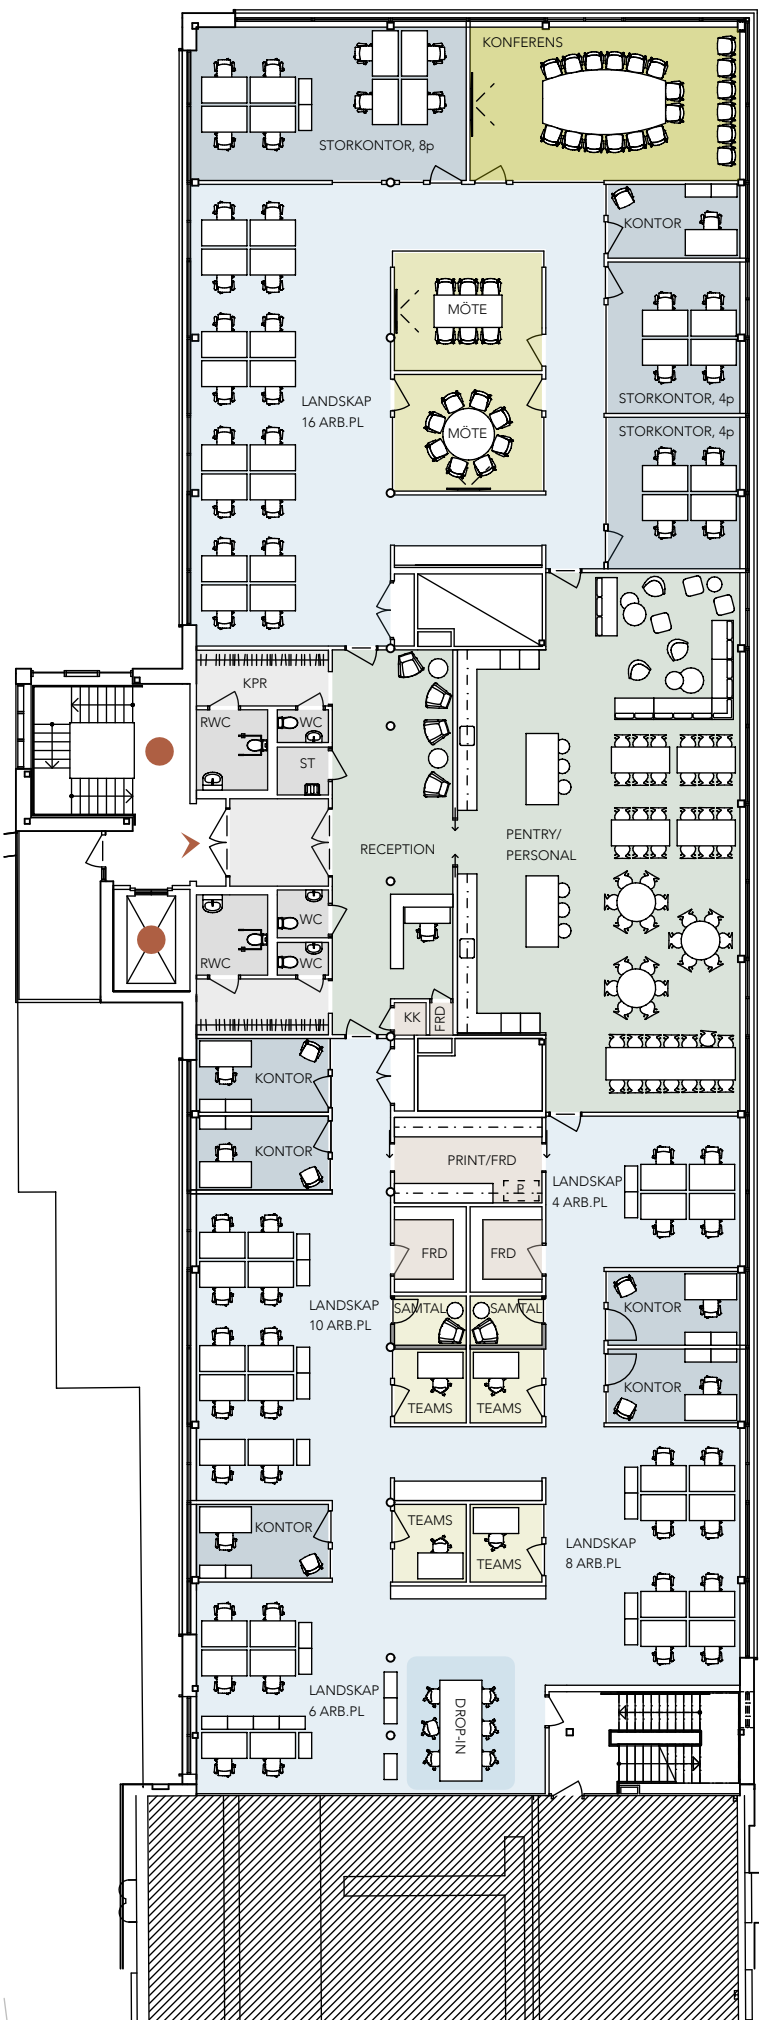 KONFERENS
STORKONTOR, 8p
KONTOR
MÖTE
STORKONTOR, 4p
LANDSKAP
16 ARB.PL
STORKONTOR, 4p
MÖTE
KPR
RWC
WC
ST
RECEPTION
PENTRY/
PERSONAL
WC
RWC
WC
KK
FRD
KONTOR
KONTOR
PRINT/FRD
P
LANDSKAP
4 ARB.PL
FRD
FRD
LANDSKAP
10 ARB.PL
SAMTAL
SAMTAL
KONTOR
KONTOR
TEAMS
TEAMS
KONTOR
TEAMS
TEAMS
LANDSKAP
8 ARB.PL
LANDSKAP
6 ARB.PL
DROP-IN